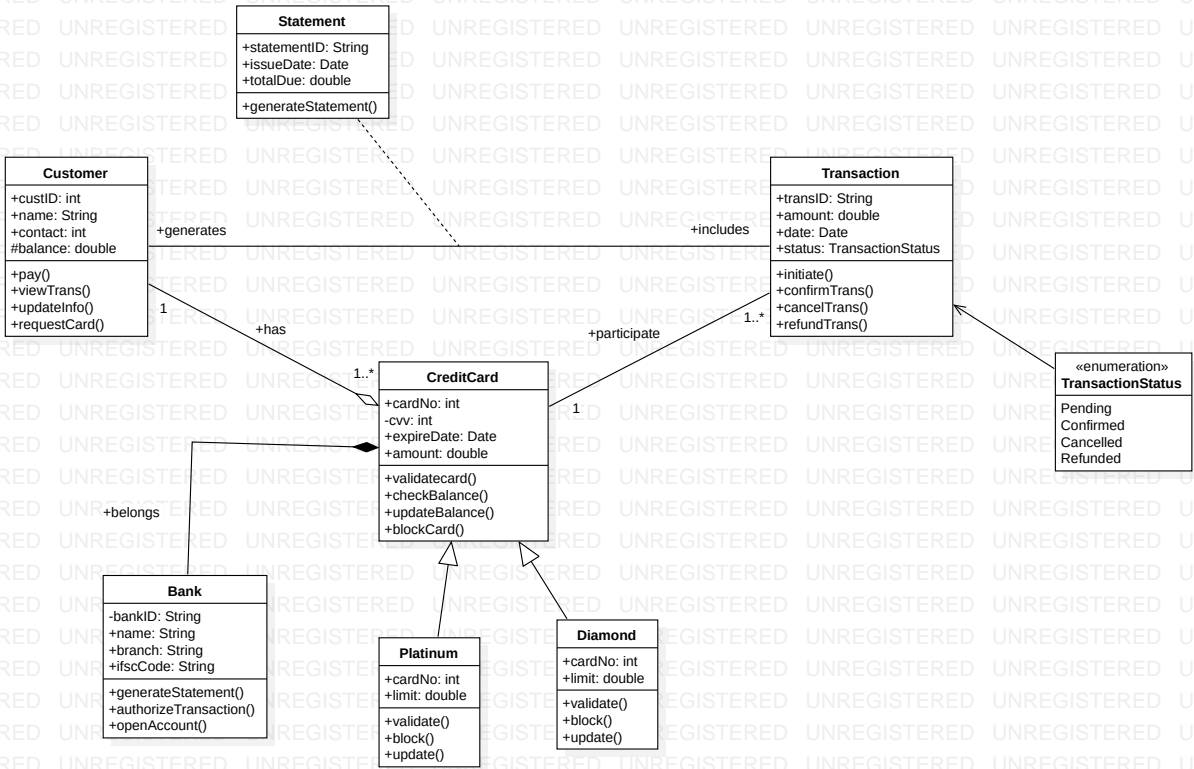 Statement
+statementID: String
+issueDate: Date
+totalDue: double
+generateStatement()
Customer
+custID: int
+name: String
+contact: int
#balance: double
+pay()
+viewTrans()
+updateInfo()
+requestCard()
+generates
+includes
Transaction
+transID: String
+amount: double
+date: Date
+status: TransactionStatus
+initiate()
+confirmTrans()
+cancelTrans()
+refundTrans()
1
+has
1..*
+participate
1..*
1
«enumeration»
TransactionStatus
Pending
Confirmed
Cancelled
Refunded
CreditCard
+cardNo: int
-cvv: int
+expireDate: Date
+amount: double
+validatecard()
+checkBalance()
+updateBalance()
+blockCard()
+belongs
Bank
-bankID: String
+name: String
+branch: String
+ifscCode: String
+generateStatement()
+authorizeTransaction()
+openAccount()
Platinum
+cardNo: int
+limit: double
+validate()
+block()
+update()
Diamond
+cardNo: int
+limit: double
+validate()
+block()
+update()
UNREGISTERED